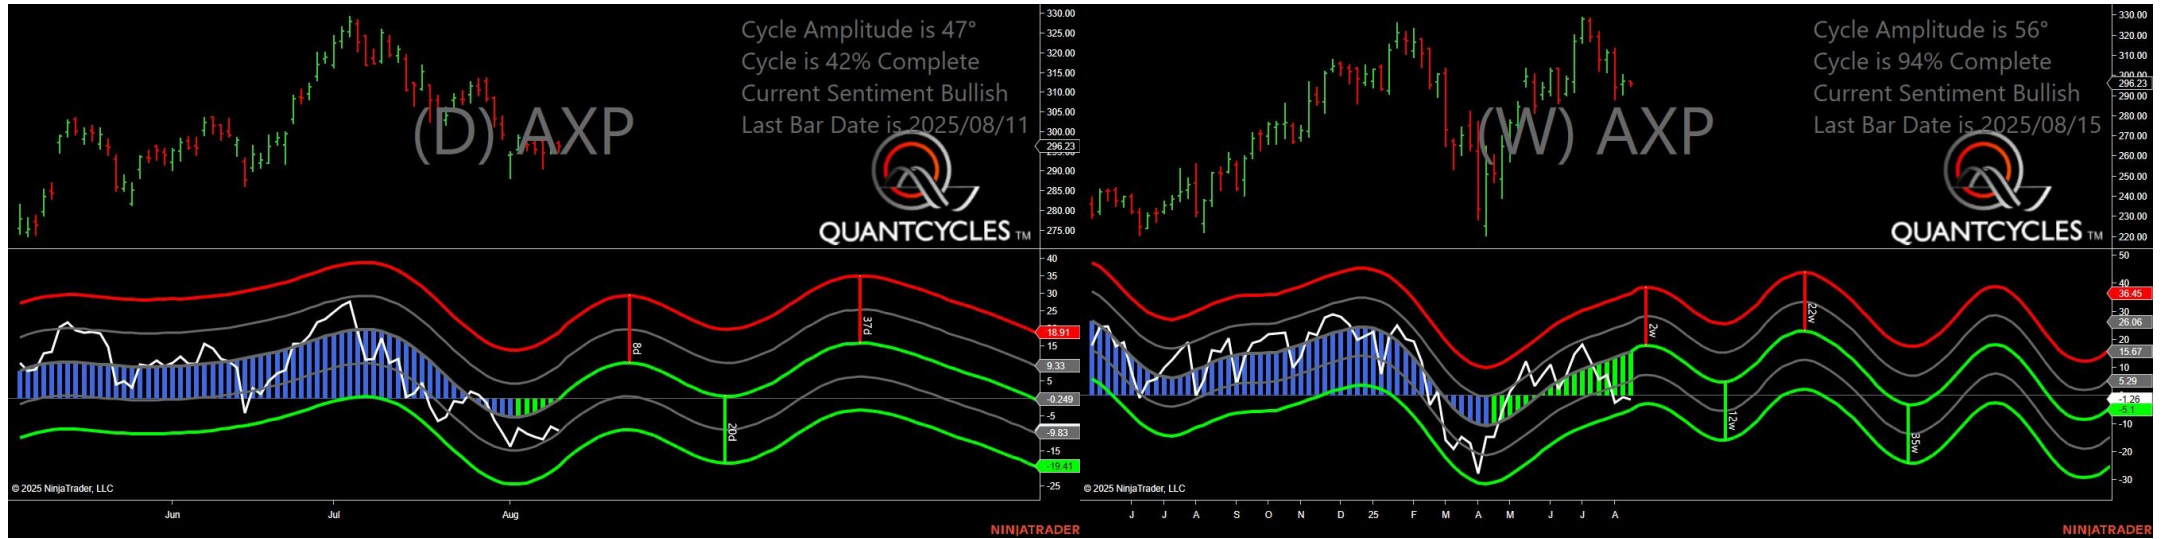 Cycle Amplitude is 47°
Cycle is 42% Complete
Current Sentiment Bullish
Last Bar Date is 2025/08/11
(D) AXP
QUANTCYCLES TM
330.00
325.00
320.00
315.00
310.00
305.00
300.00
296.23
295.00
290.00
285.00
280.00
275.00
40
35
30
25
18.91
15
9.33
5
-0.249
-5
-9.83
-15
-19.41
-25
8d
20d
37d
© 2025 NinjaTrader, LLC
Jun
Jul
Aug
NINJATRADER
Cycle Amplitude is 56°
Cycle is 94% Complete
Current Sentiment Bullish
Last Bar Date is 2025/08/15
(W) AXP
QUANTCYCLES TM
330.00
320.00
310.00
300.00
296.23
290.00
280.00
270.00
260.00
250.00
240.00
230.00
220.00
50
40
36.45
26.06
20
15.67
10
5.29
-1.26
-5.1
-10
-20
-30
2w
12w
22w
35w
© 2025 NinjaTrader, LLC
J
J
A
S
O
N
D
25
F
M
A
M
J
J
A
NINJATRADER